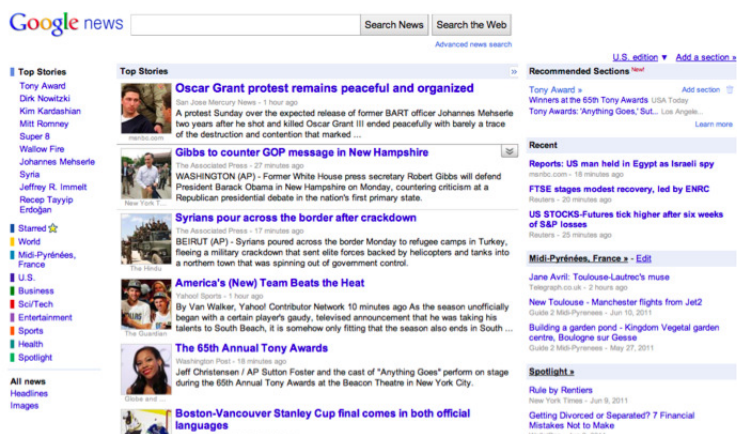 Google news
Search News
Search the Web
Advanced news search
U.S. edition ▼ Add a section »
Top Stories
Tony Award
Dirk Nowitzki
Kim Kardashian
Mitt Romney
Super 8
Wallow Fire
Johannes Mehserle
Syria
Jeffrey R. Immelt
Recep Tayyip
Erdoğan
Starred
World
Midi-Pyrénées,
France
U.S.
Business
Sci/Tech
Entertainment
Sports
Health
Spotlight
All news
Headlines
Images
Top Stories »
Oscar Grant protest remains peaceful and organized
San Jose Mercury News - 1 hour ago
A protest Sunday over the expected release of former BART officer Johannes Mehserle
two years after he shot and killed Oscar Grant III ended peacefully with barely a trace
of the destruction and contention that marked ...
msnbc.com
Gibbs to counter GOP message in New Hampshire
The Associated Press - 27 minutes ago
WASHINGTON (AP) - Former White House press secretary Robert Gibbs will defend
President Barack Obama in New Hampshire on Monday, countering criticism at a
Republican presidential debate in the nation's first primary state.
New York T...
Syrians pour across the border after crackdown
The Associated Press - 17 minutes ago
BEIRUT (AP) - Syrians poured across the border Monday to refugee camps in Turkey,
fleeing a military crackdown that sent elite forces backed by helicopters and tanks into
a northern town that was spinning out of government control.
The Hindu
America's (New) Team Beats the Heat
Yahoo! Sports - 1 hour ago
By Van Walker, Yahoo! Contributor Network 10 minutes ago As the season unofficially
began with a certain player's gaudy, televised announcement that he was taking his
talents to South Beach, it is somehow only fitting that the season also ends in South ...
The Guardian
The 65th Annual Tony Awards
Washington Post - 18 minutes ago
Jeff Christensen / AP Sutton Foster and the cast of "Anything Goes" perform on stage
during the 65th Annual Tony Awards at the Beacon Theatre in New York City.
Globe and ...
Boston-Vancouver Stanley Cup final comes in both official
languages
Recommended Sections New!
Tony Award » Add section
Winners at the 65th Tony Awards USA Today
Tony Awards: 'Anything Goes,' Sut... Los Angele...
Learn more
Recent
Reports: US man held in Egypt as Israeli spy
msnbc.com - 18 minutes ago
FTSE stages modest recovery, led by ENRC
Reuters - 20 minutes ago
US STOCKS-Futures tick higher after six weeks
of S&P losses
Reuters - 25 minutes ago
Midi-Pyrénées, France » - Edit
Jane Avril: Toulouse-Lautrec's muse
Telegraph.co.uk - 2 hours ago
New Toulouse - Manchester flights from Jet2
Guide 2 Midi-Pyrenees - Jun 10, 2011
Building a garden pond - Kingdom Vegetal garden
centre, Boulogne sur Gesse
Guide 2 Midi-Pyrenees - May 27, 2011
Spotlight »
Rule by Rentiers
New York Times - Jun 9, 2011
Getting Divorced or Separated? 7 Financial
Mistakes Not to Make